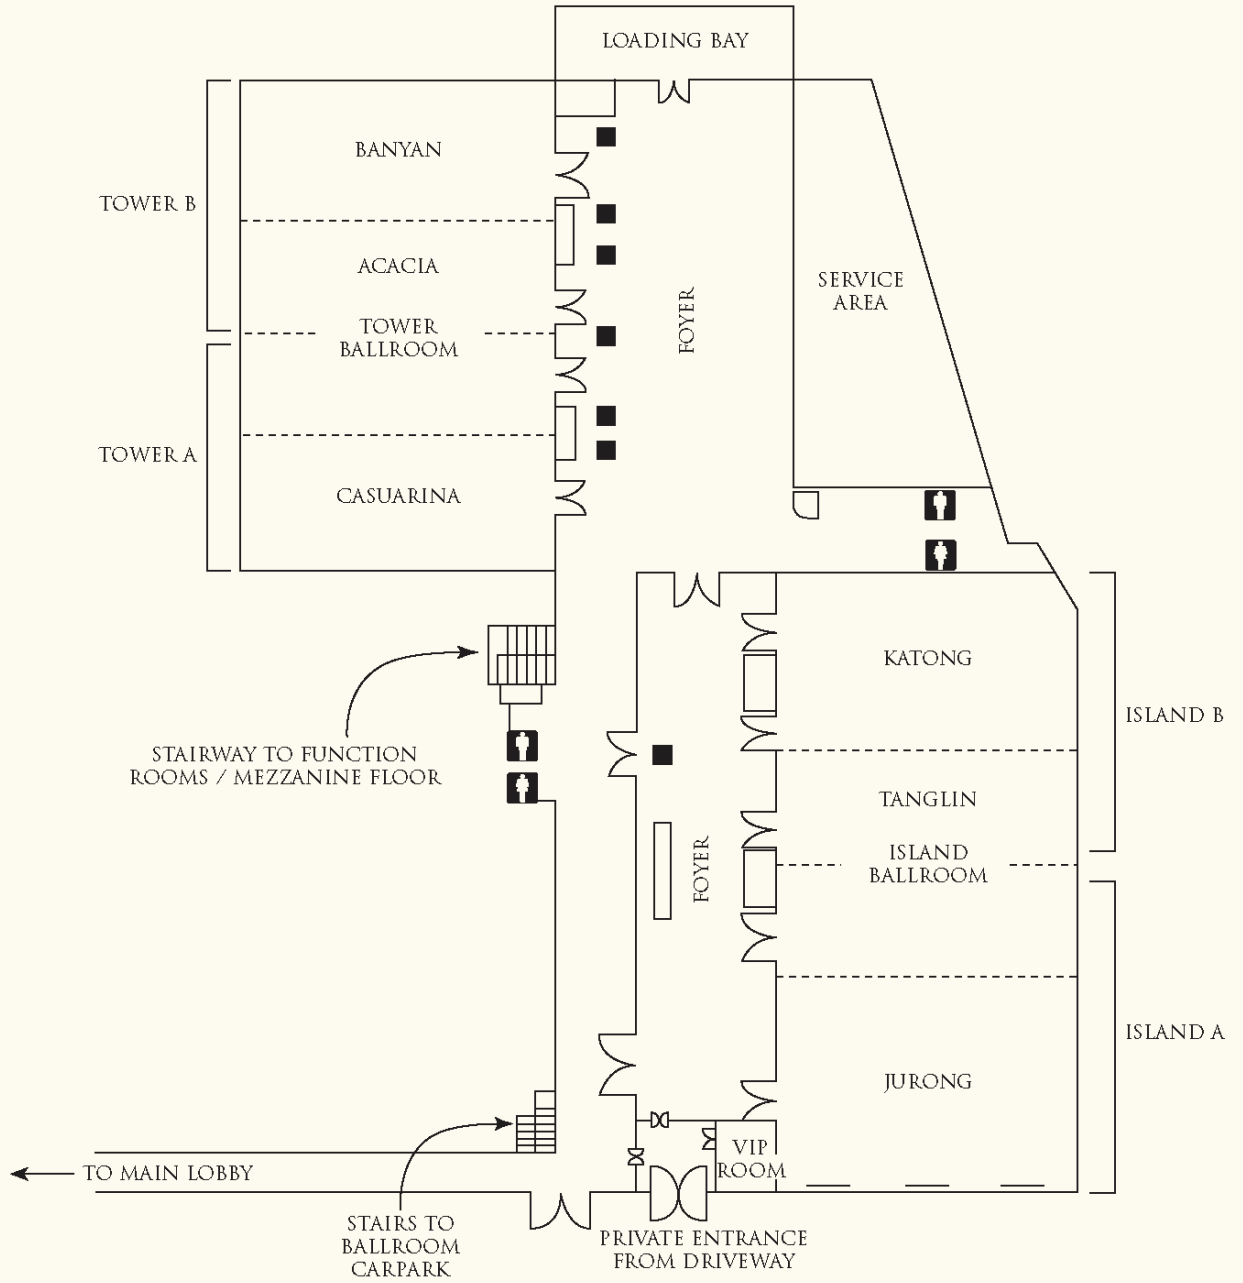 LOADING BAY
BANYAN
TOWER B
ACACIA
SERVICE
AREA
FOYER
TOWER
BALLROOM
TOWER A
CASUARINA
KATONG
ISLAND B
STAIRWAY TO FUNCTION
ROOMS / MEZZANINE FLOOR
TANGLIN
ISLAND
BALLROOM
FOYER
ISLAND A
JURONG
VIP
ROOM
TO MAIN LOBBY
STAIRS TO
BALLROOM
CARPARK
PRIVATE ENTRANCE
FROM DRIVEWAY